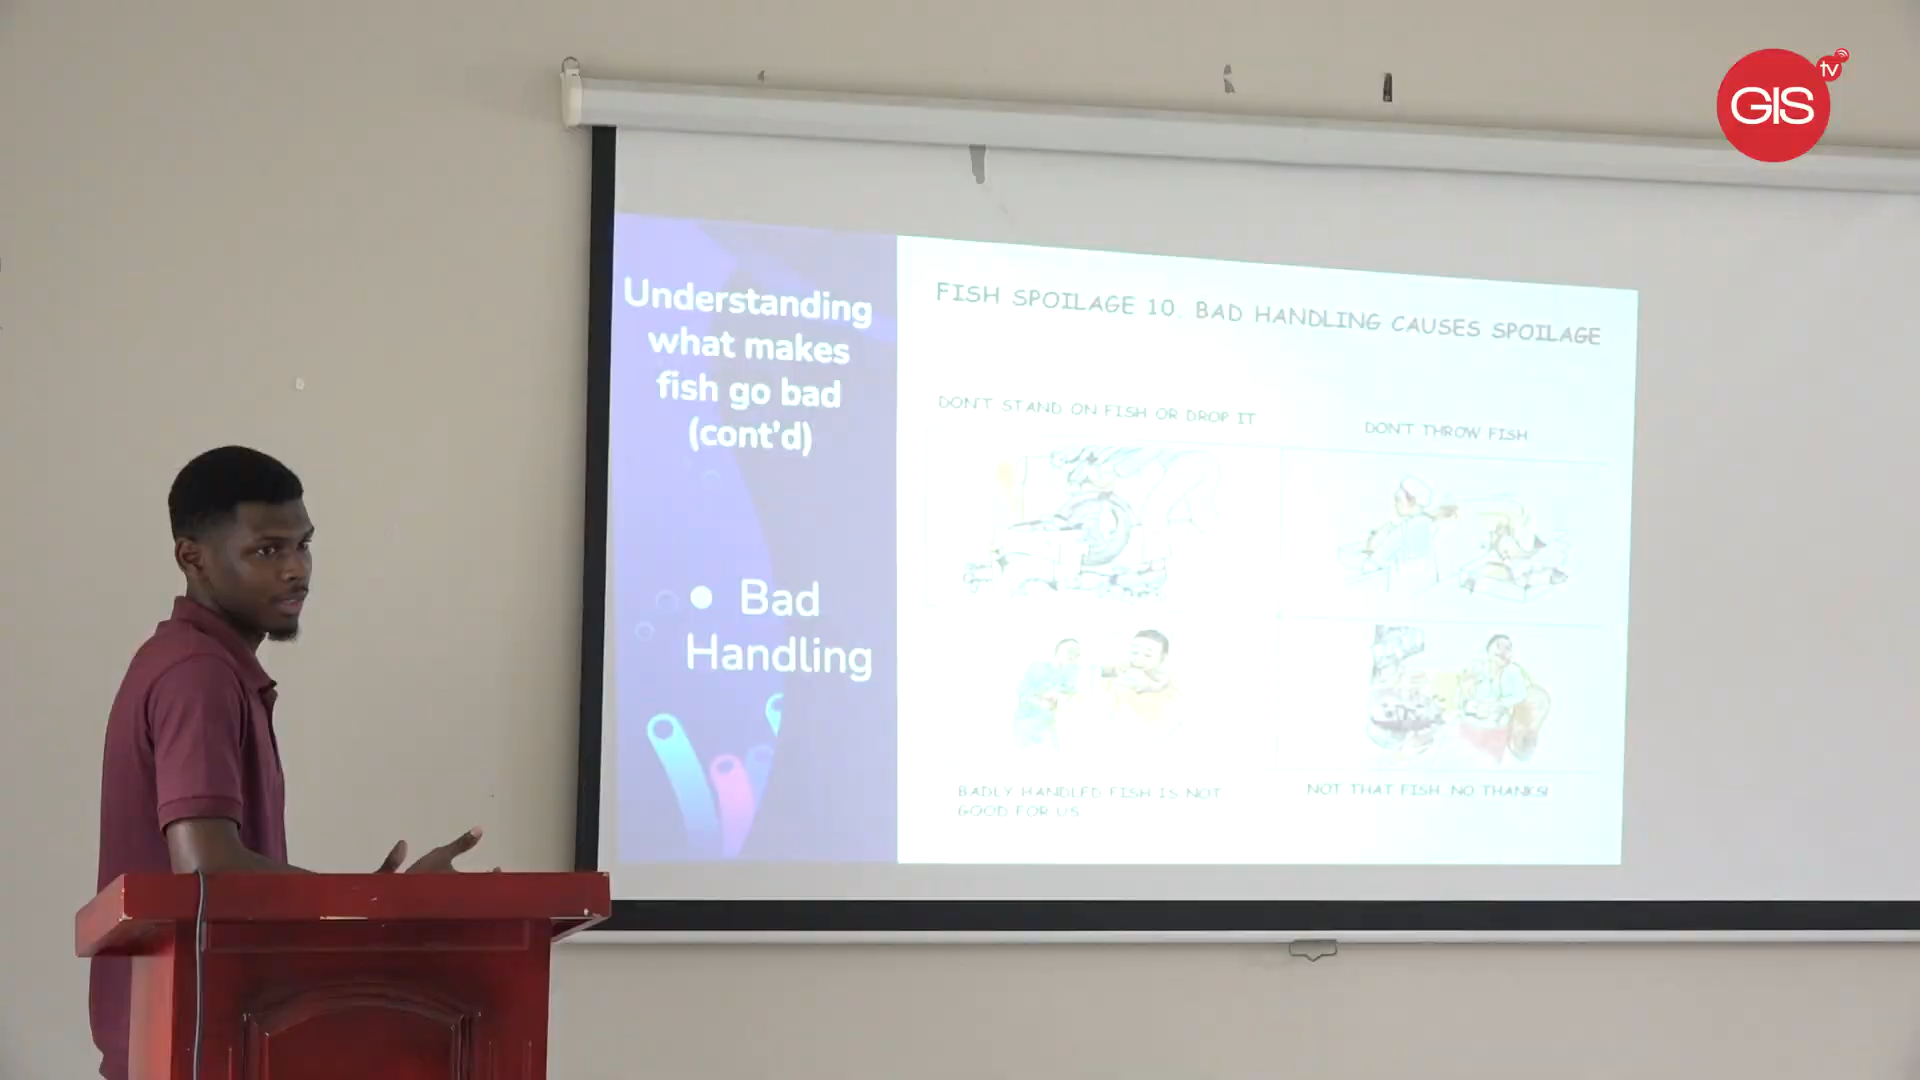 GIS tv
Understanding
what makes
fish go bad
(cont'd)
• Bad
Handling
FISH SPOILAGE 10. BAD HANDLING CAUSES SPOILAGE
DON'T STAND ON FISH OR DROP IT
DON'T THROW FISH
BADLY HANDLED FISH IS NOT
GOOD FOR US
NOT THAT FISH. NO THANKS!